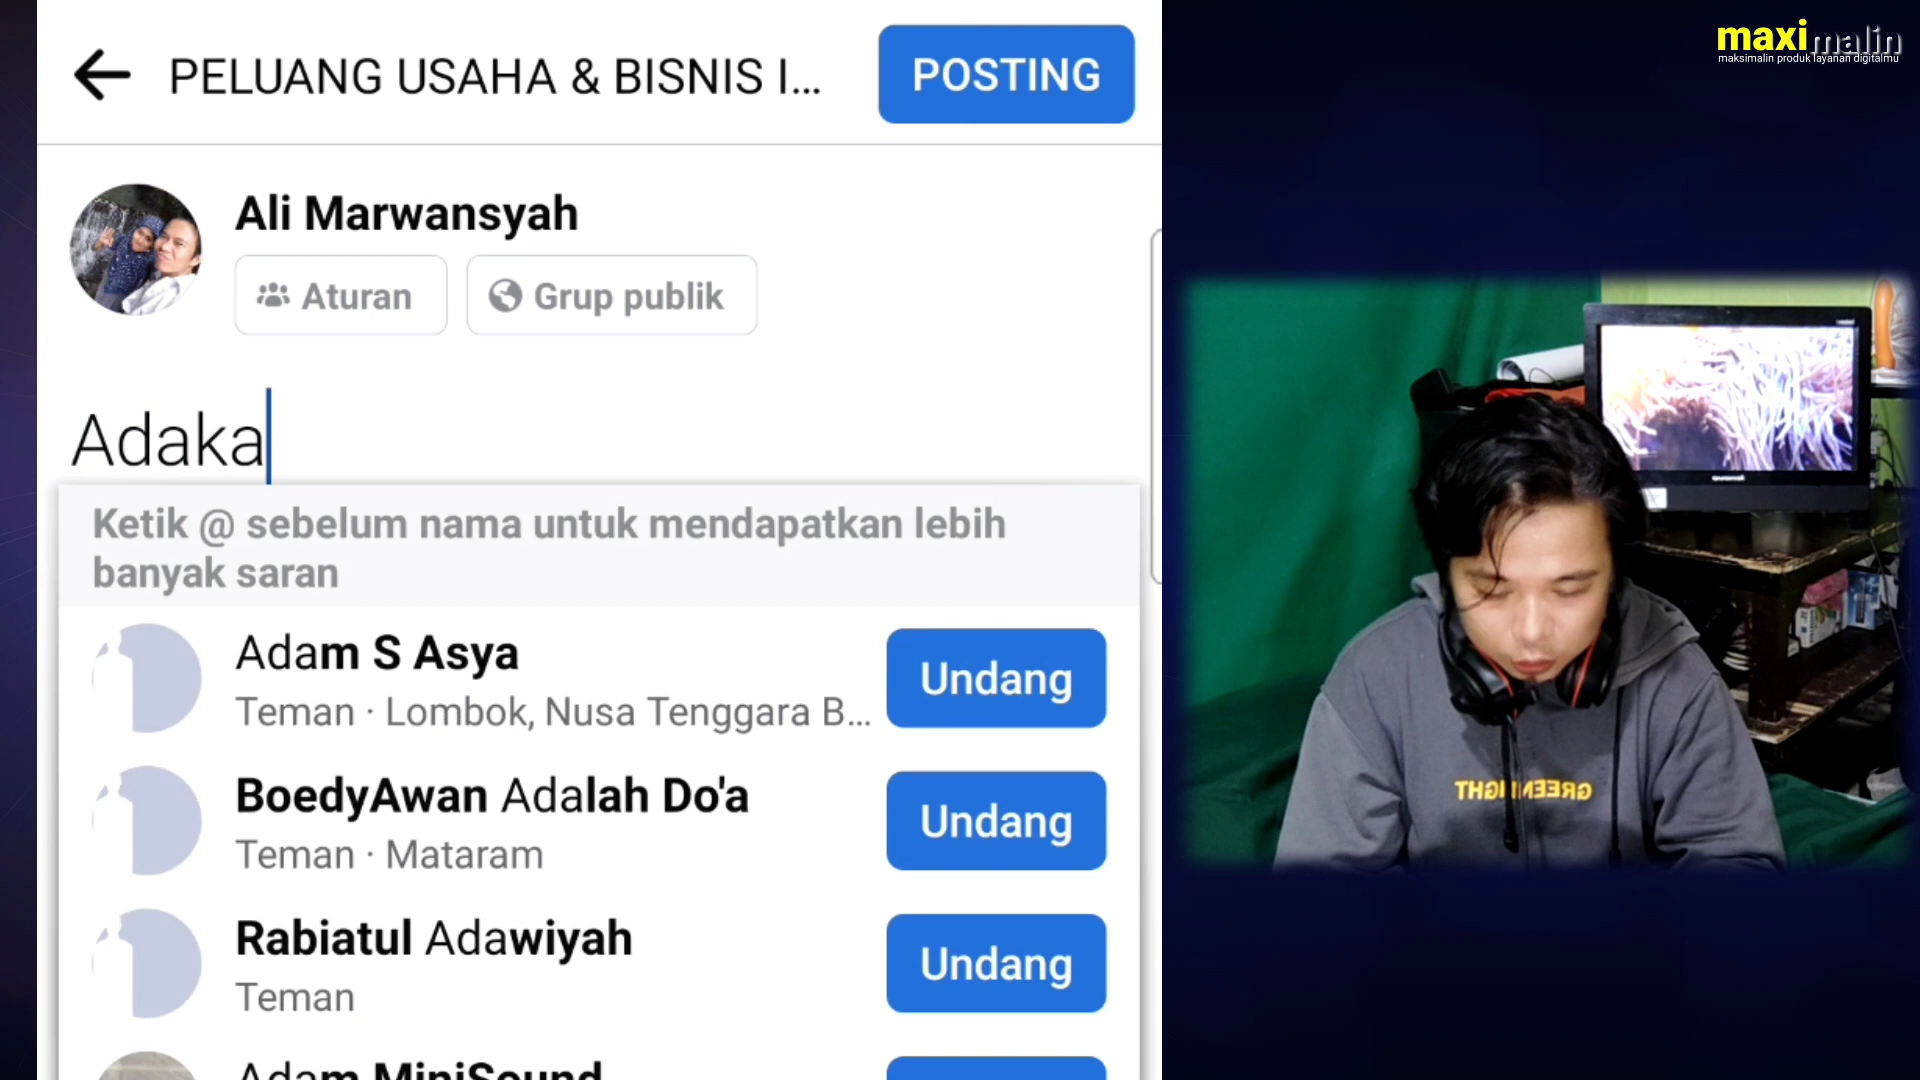 PELUANG USAHA & BISNIS I...
POSTING
Ali Marwansyah
Aturan
Grup publik
Adaka
Ketik @ sebelum nama untuk mendapatkan lebih
banyak saran
Adam S Asya
Teman · Lombok, Nusa Tenggara B...
Undang
BoedyAwan Adalah Do'a
Teman · Mataram
Undang
Rabiatul Adawiyah
Teman
Undang
Adam MiniSound
maximalin
maksimalin produk layanan digitalmu